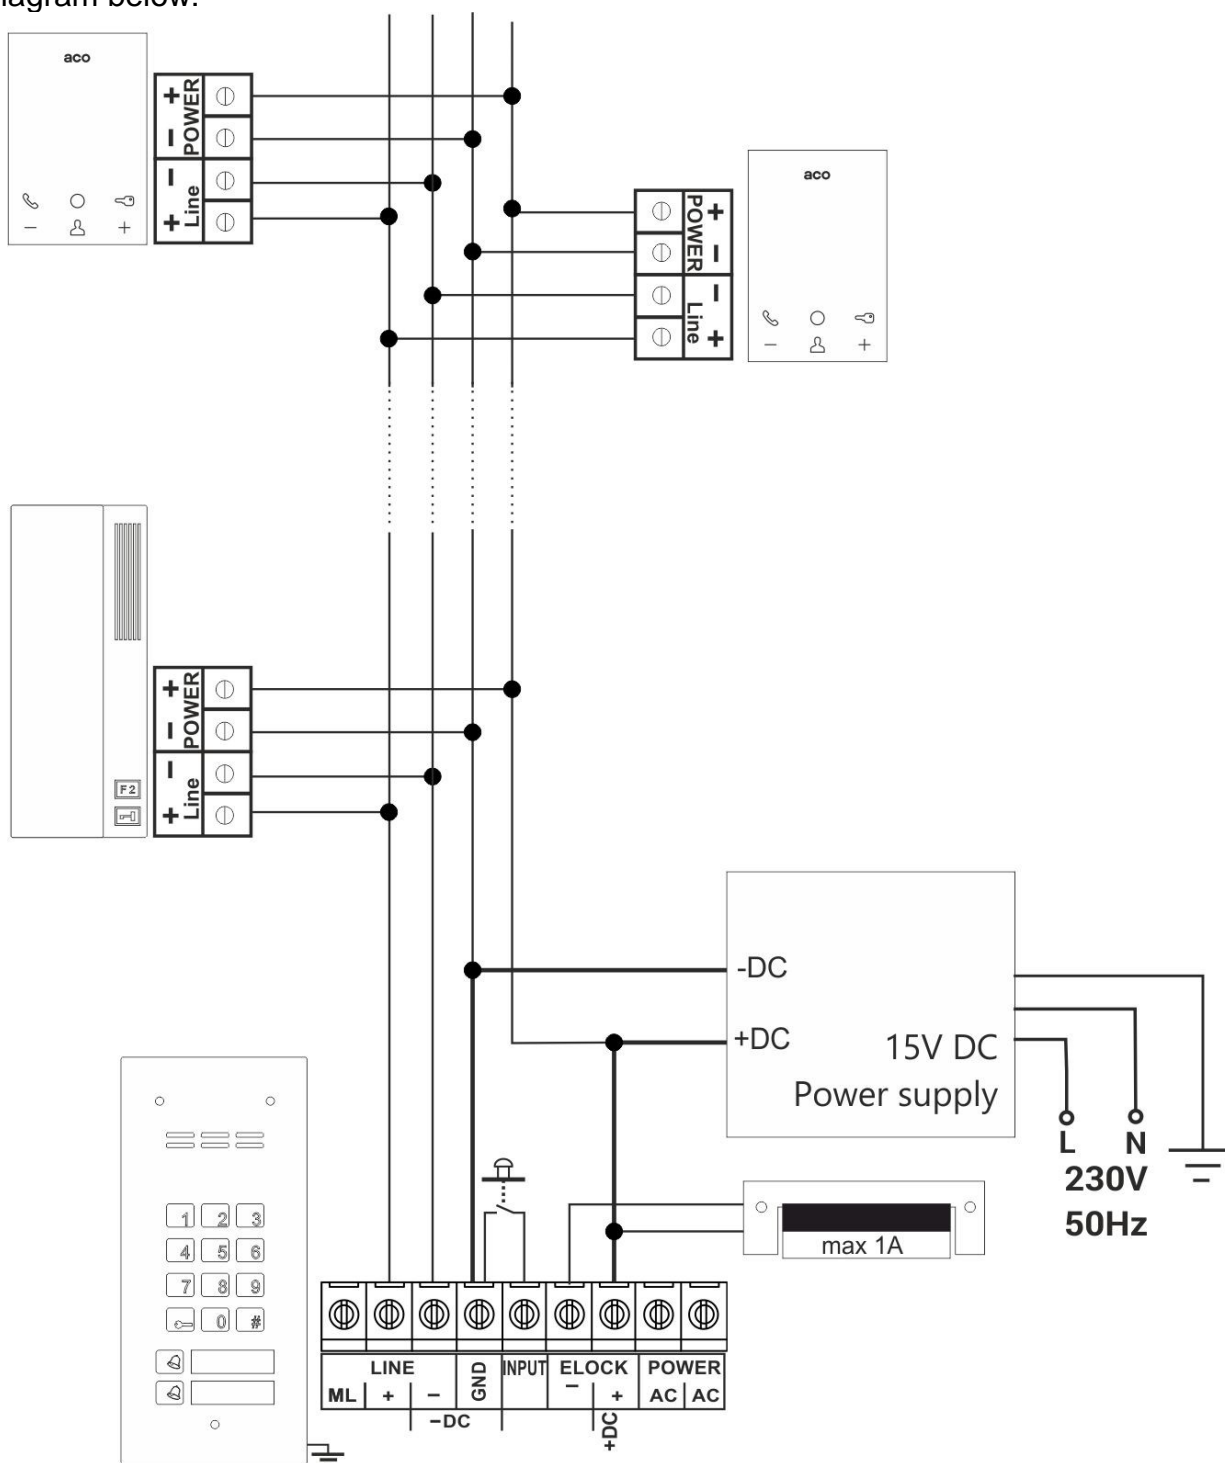 nagram below.
aco
+ POWER
−
− Line
+
− +
aco
POWER +
−
Line −
+
− +
F2
+ POWER
−
− Line
+
-DC
+DC
15V DC
Power supply
L N
230V
50Hz
max 1A
1 2 3
4 5 6
7 8 9
0 #
LINE GND INPUT ELOCK POWER
ML + − − + AC AC
−DC +DC